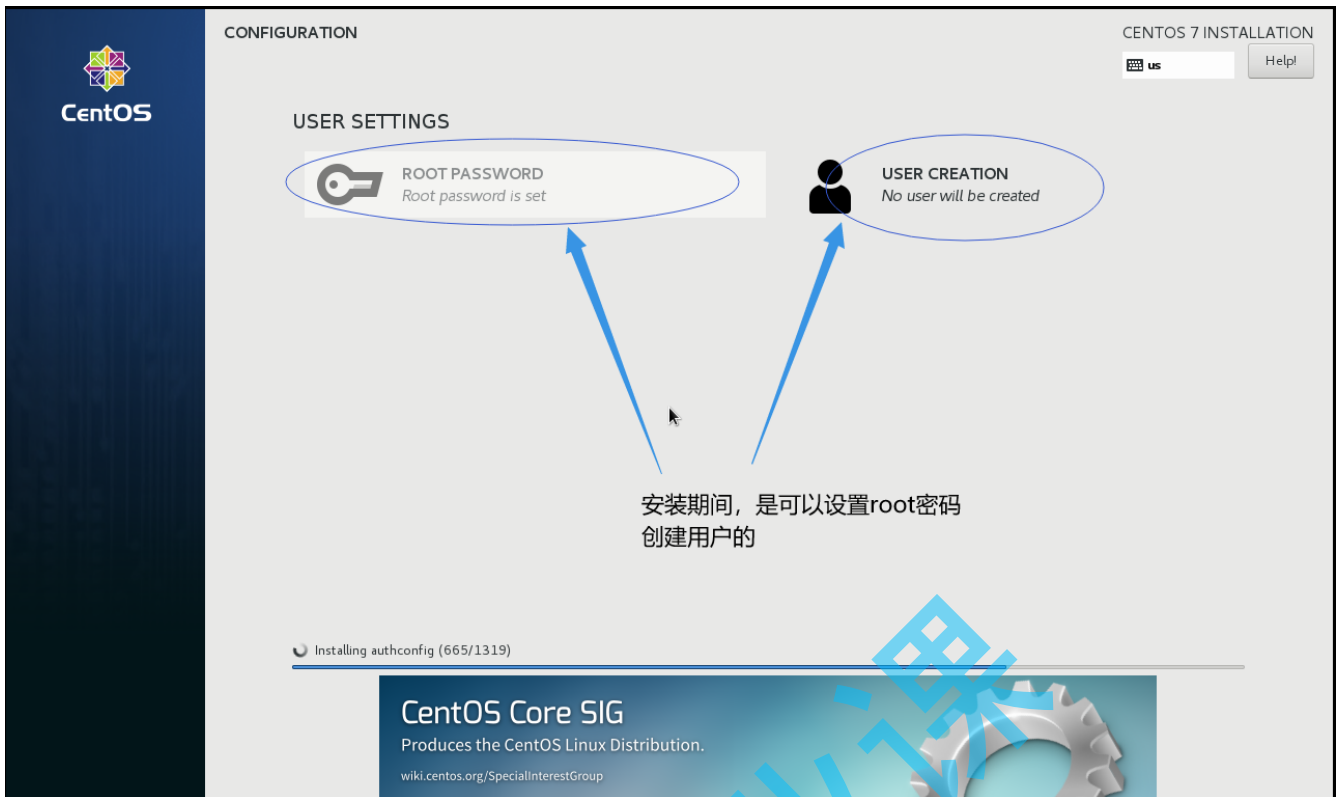 CONFIGURATION
CENTOS 7 INSTALLATION
us
Help!
CentOS
USER SETTINGS
ROOT PASSWORD
Root password is set
USER CREATION
No user will be created
安装期间，是可以设置root密码
创建用户的
Installing authconfig (665/1319)
CentOS Core SIG
Produces the CentOS Linux Distribution.
wiki.centos.org/SpecialInterestGroup
课